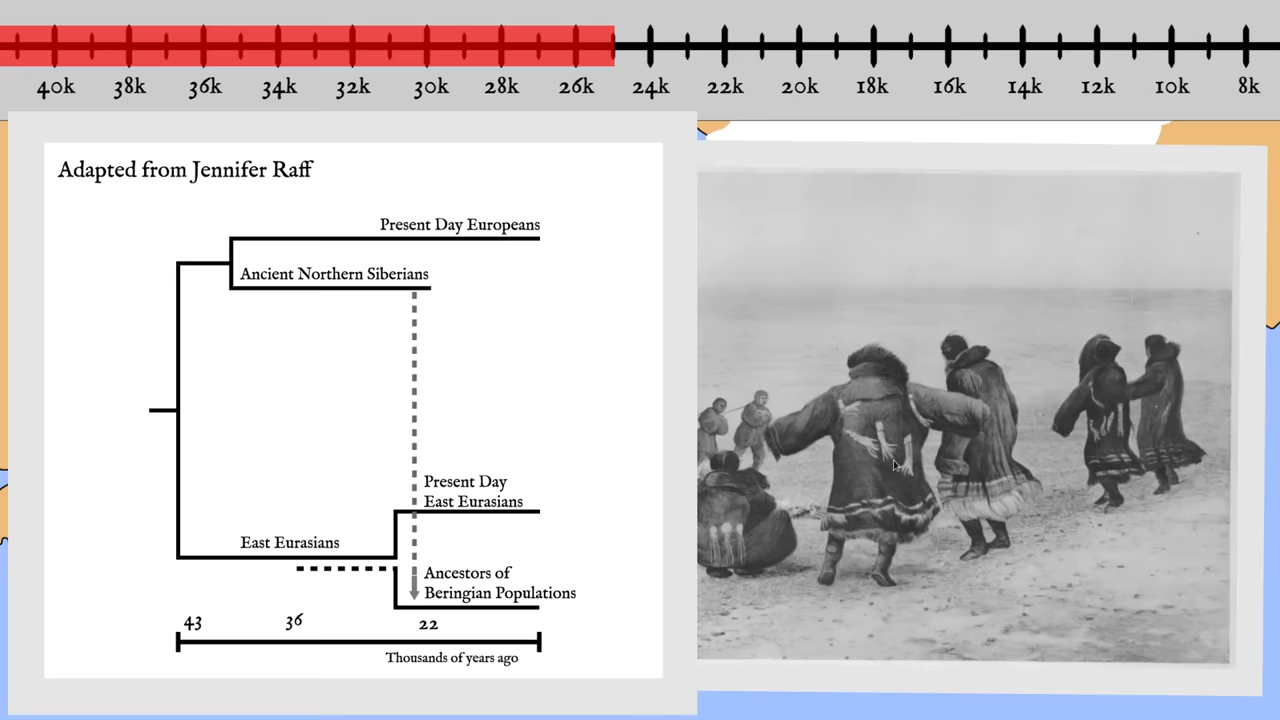 40k 38k 36k 34k 32k 30k 28k 26k 24k 22k 20k 18k 16k 14k 12k 10k 8k
Adapted from Jennifer Raff
Present Day Europeans
Ancient Northern Siberians
Present Day
East Eurasians
East Eurasians
Ancestors of
Beringian Populations
43 36 22
Thousands of years ago